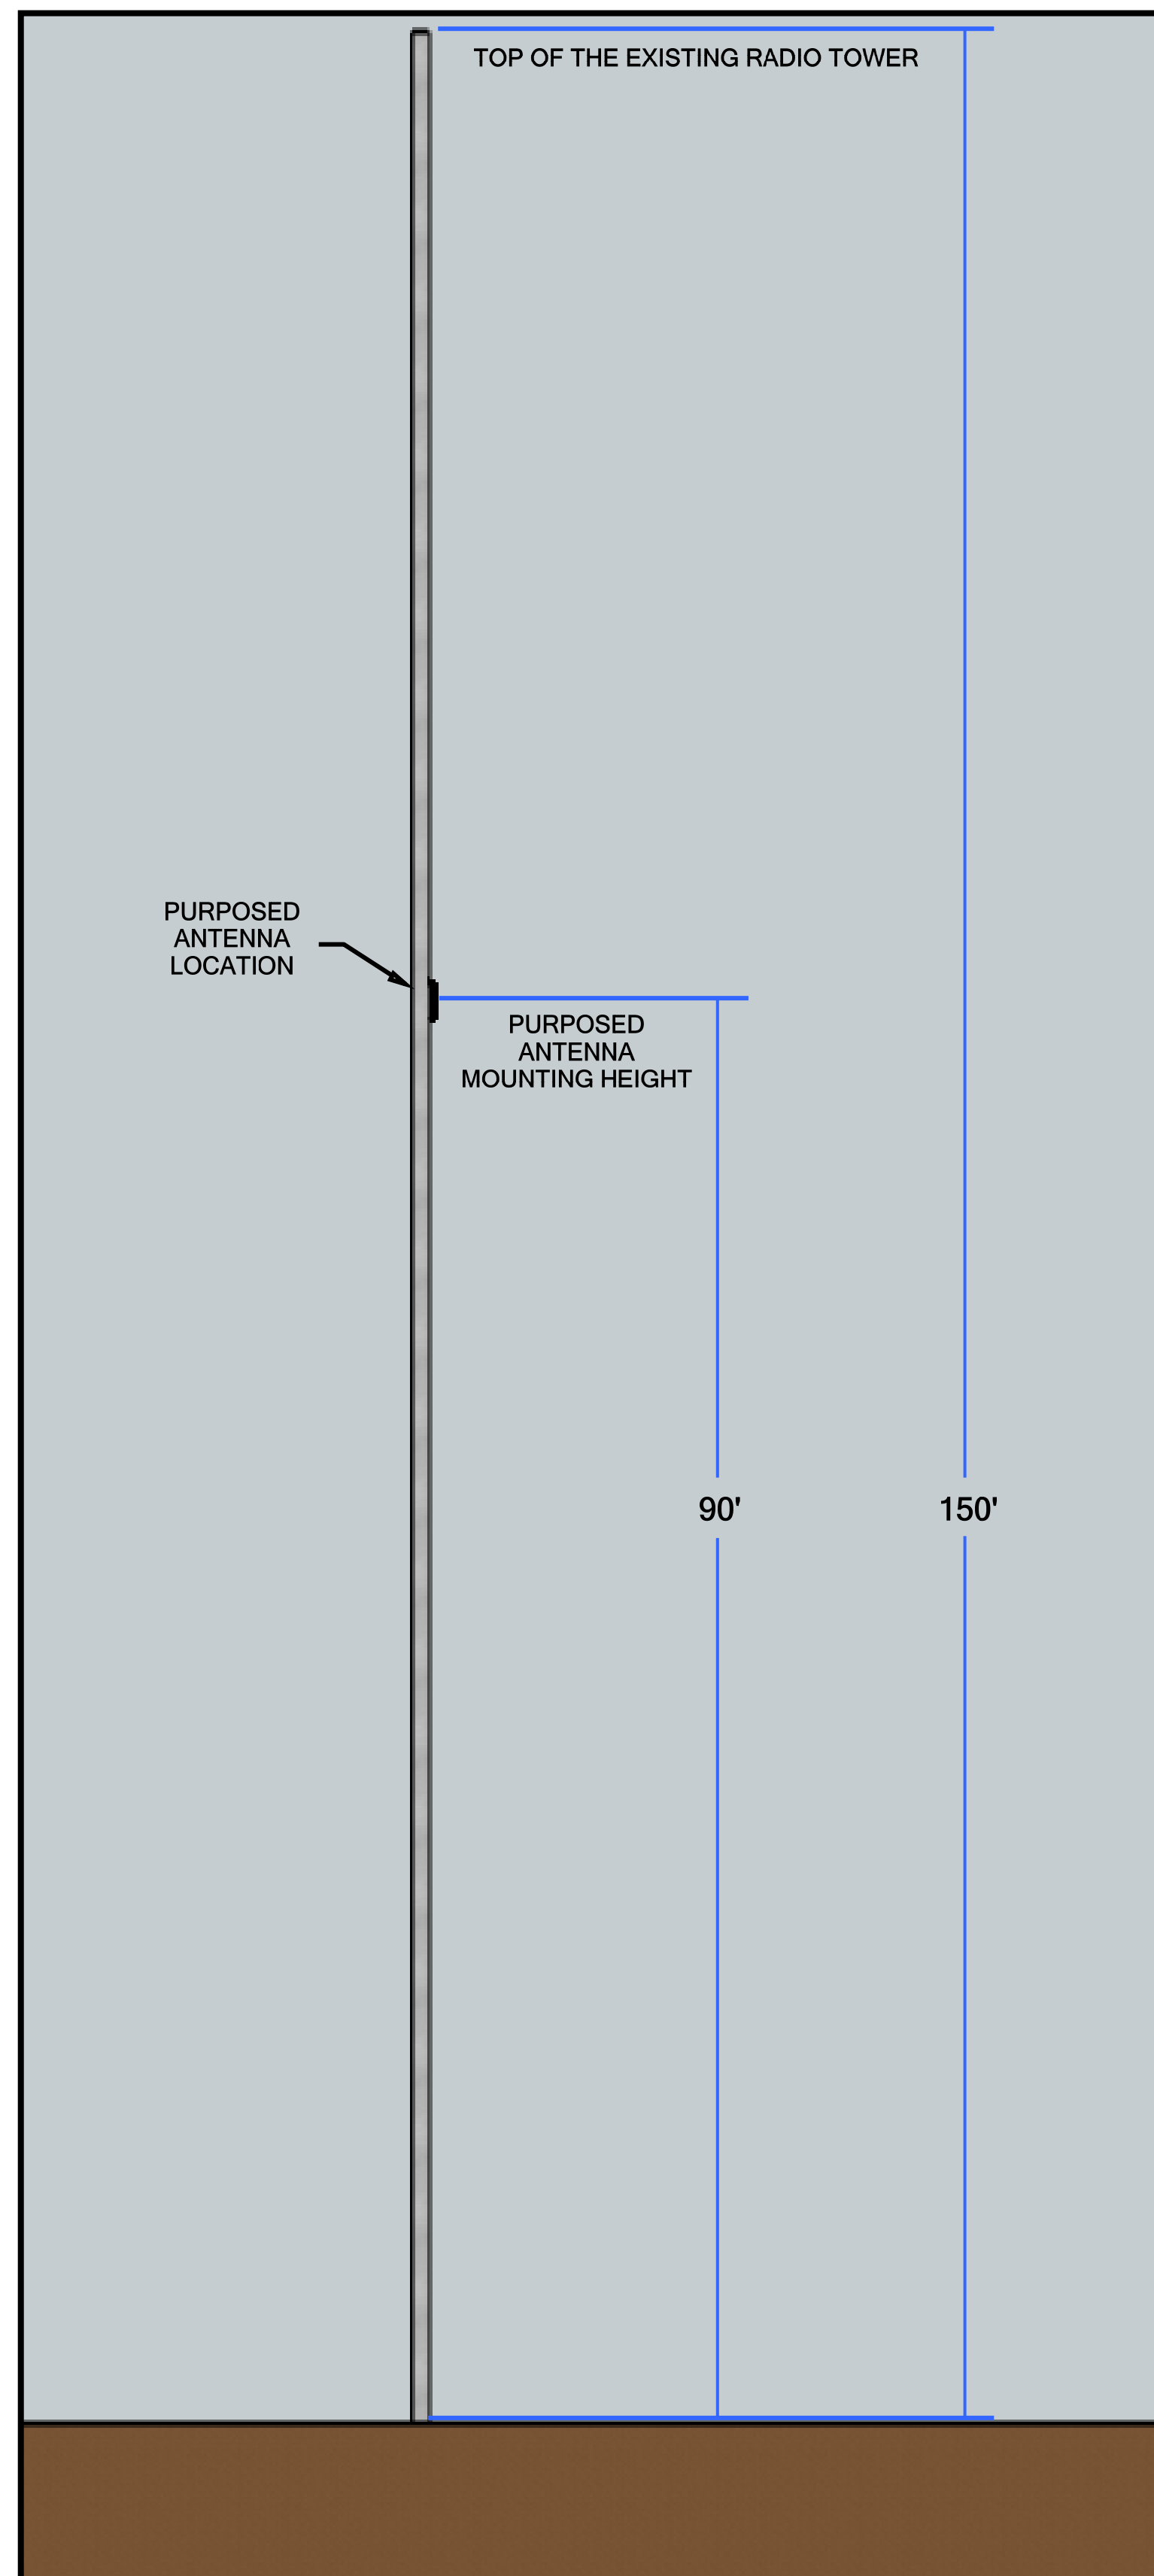 TOP OF THE EXISTING RADIO TOWER
PURPOSED
ANTENNA
LOCATION
PURPOSED
ANTENNA
MOUNTING HEIGHT
90'
150'